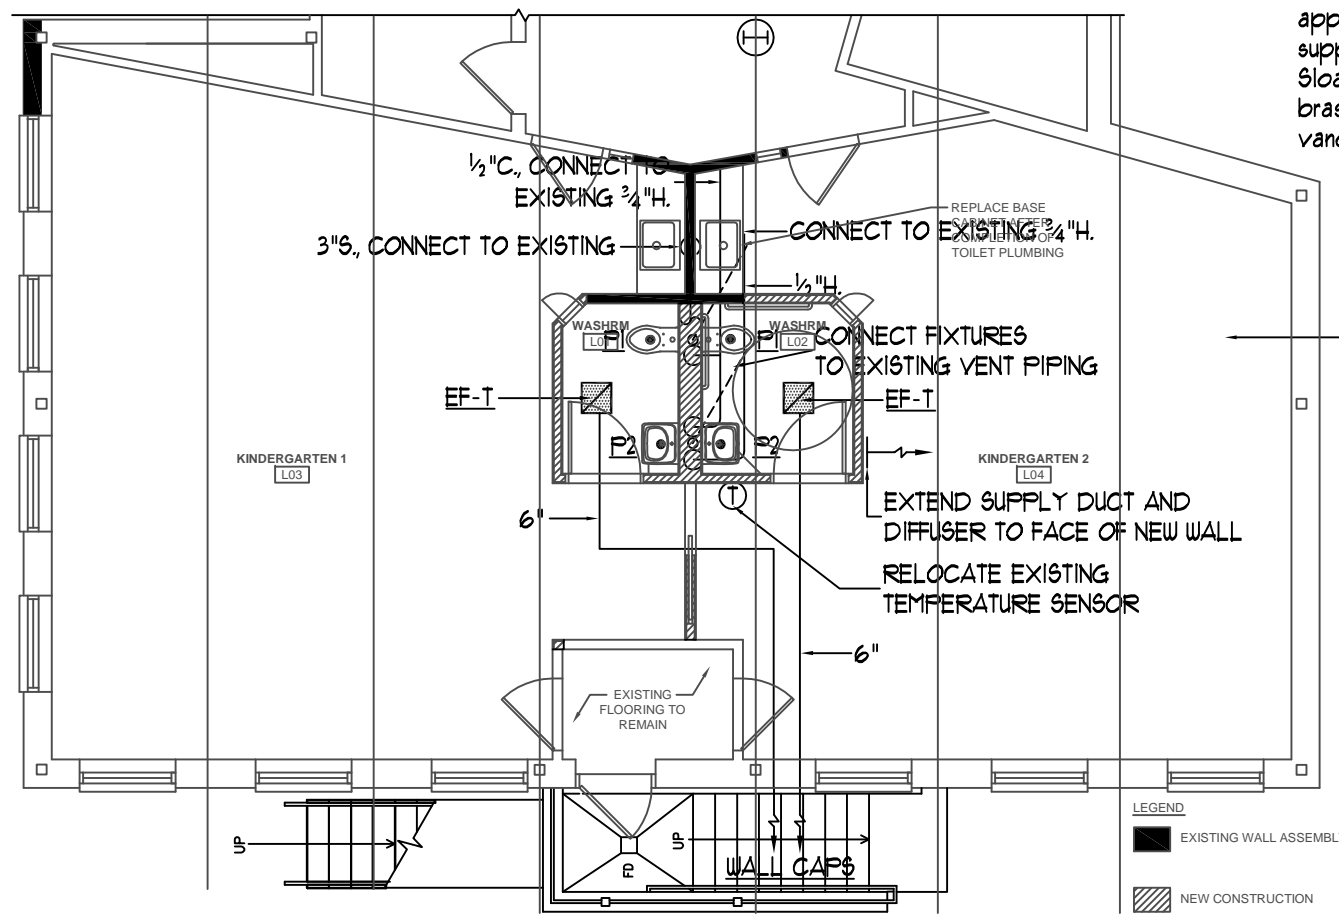 app
supp
Sloa
bras
vand
½"C., CONNECT TO
EXISTING ¾"H.
3"S., CONNECT TO EXISTING
REPLACE BASE
CABINET AFTER
COMPLETION OF
TOILET PLUMBING
CONNECT TO EXISTING ¾"H.
½"H.
WASHRM
L01
P1
WASHRM
L02
P1
CONNECT FIXTURES
TO EXISTING VENT PIPING
EF-T
EF-T
P2
P2
KINDERGARTEN 1
L03
KINDERGARTEN 2
L04
T
EXTEND SUPPLY DUCT AND
DIFFUSER TO FACE OF NEW WALL
6"
RELOCATE EXISTING
TEMPERATURE SENSOR
6"
EXISTING
FLOORING TO
REMAIN
UP
UP
FD
WALL CAPS
LEGEND
EXISTING WALL ASSEMBL
NEW CONSTRUCTION